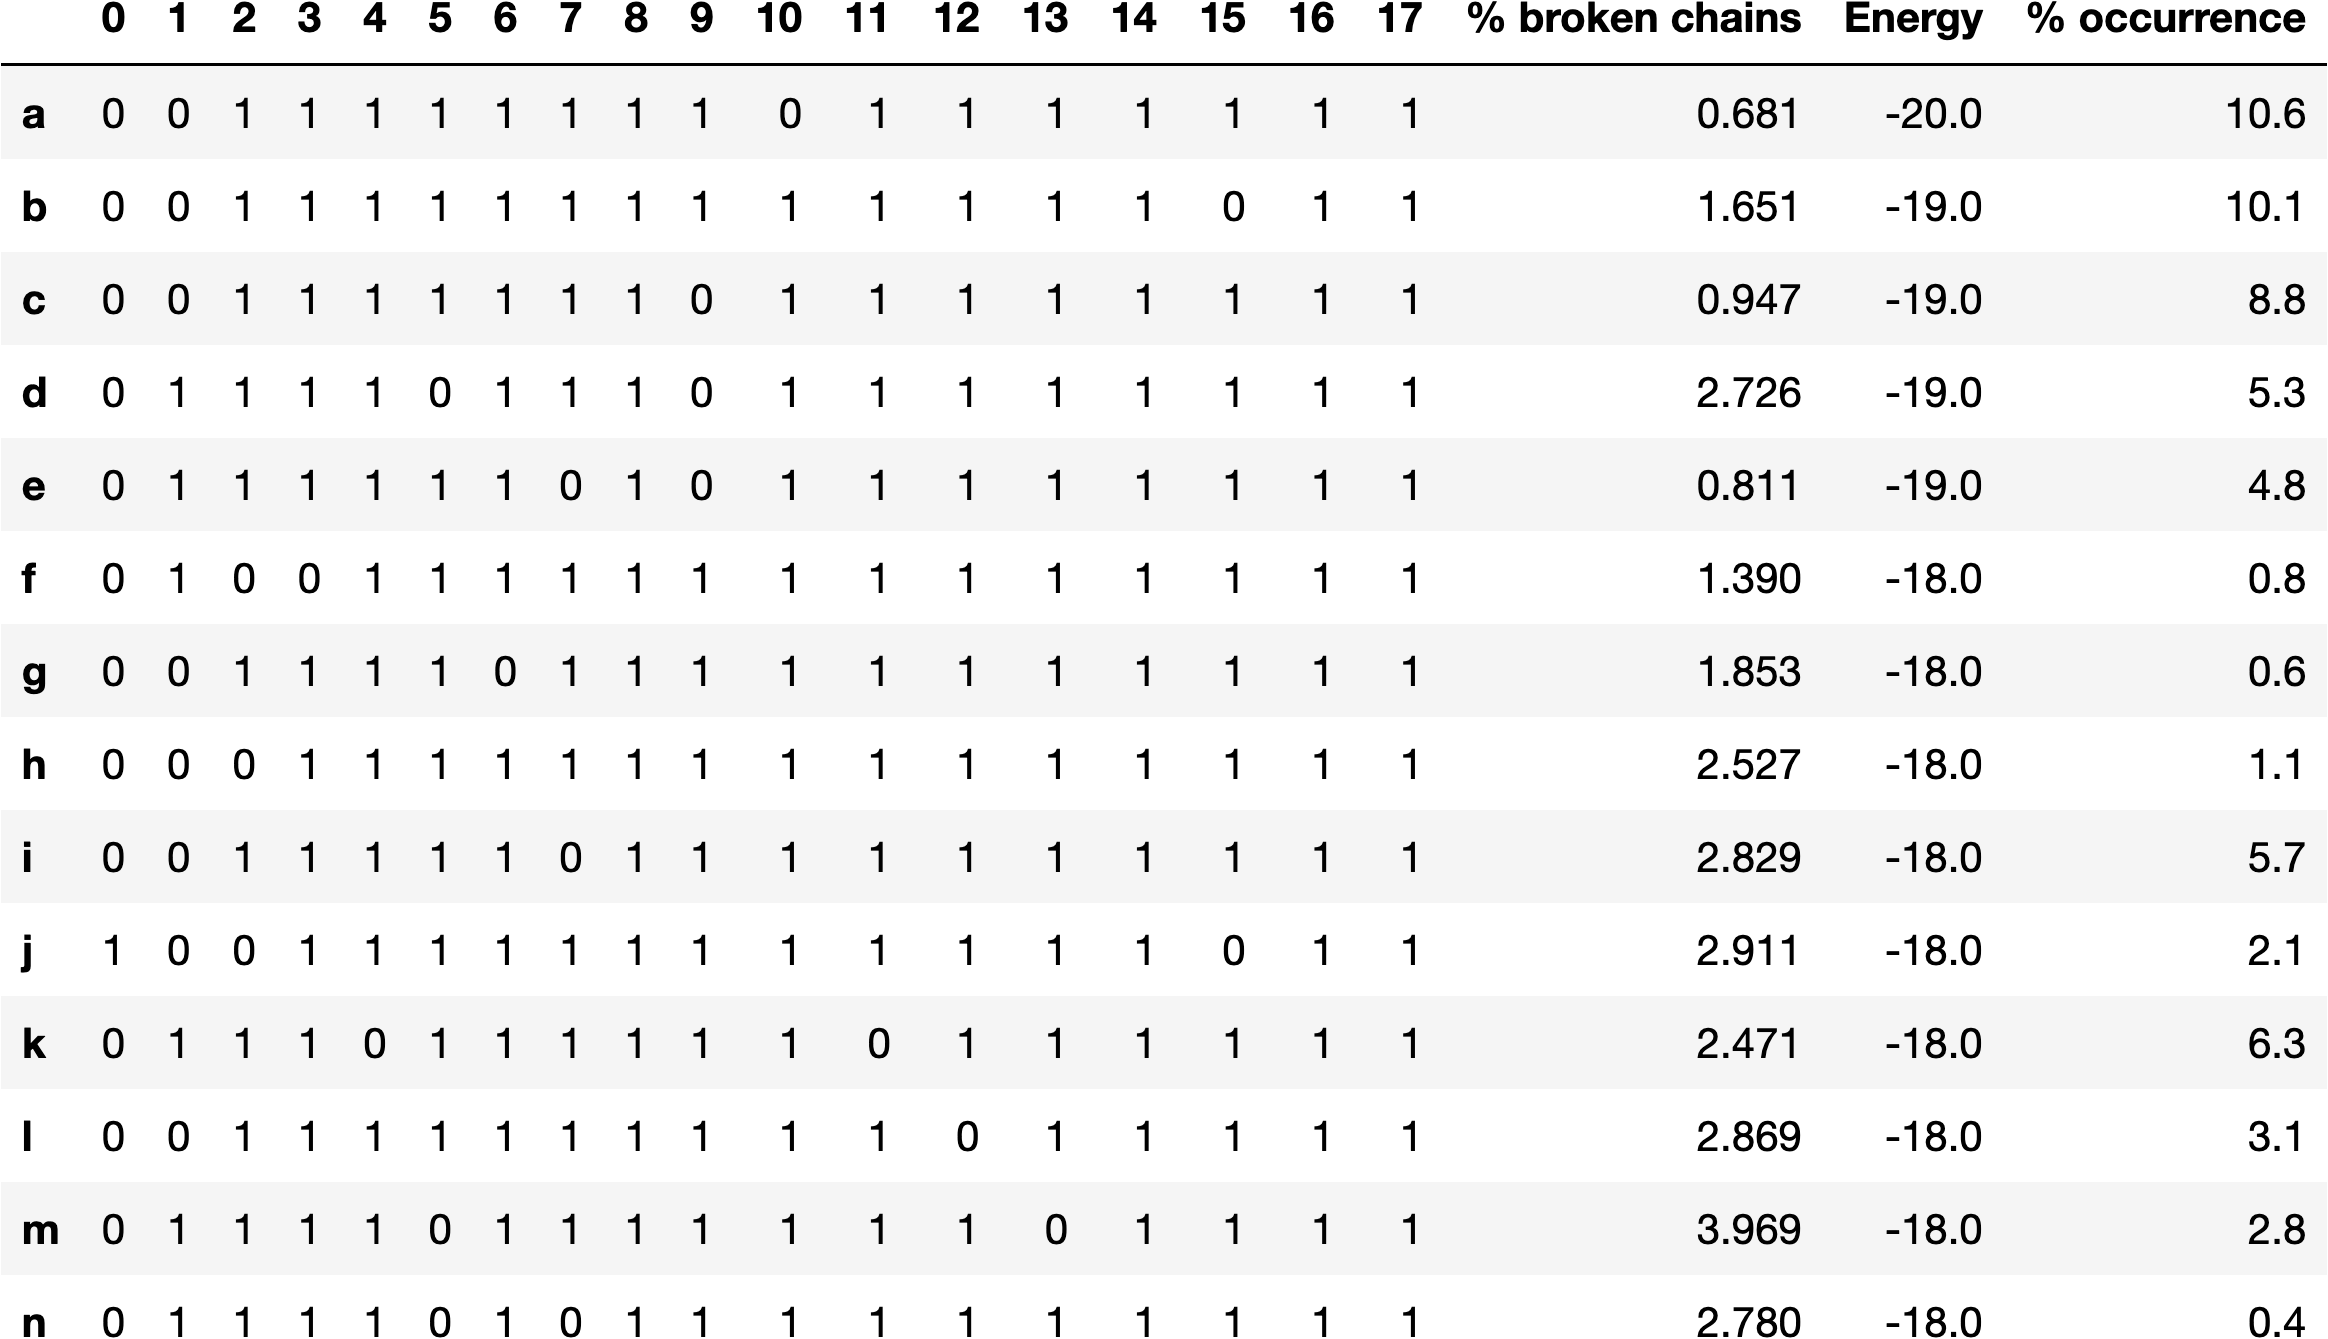 0 1 2 3 4 5 6 7 8 9 10 11 12 13 14 15 16 17 % broken chains Energy % occurrence
a 0 0 1 1 1 1 1 1 1 1 0 1 1 1 1 1 1 1 0.681 -20.0 10.6
b 0 0 1 1 1 1 1 1 1 1 1 1 1 1 1 0 1 1 1.651 -19.0 10.1
c 0 0 1 1 1 1 1 1 1 0 1 1 1 1 1 1 1 1 0.947 -19.0 8.8
d 0 1 1 1 1 0 1 1 1 0 1 1 1 1 1 1 1 1 2.726 -19.0 5.3
e 0 1 1 1 1 1 1 0 1 0 1 1 1 1 1 1 1 1 0.811 -19.0 4.8
f 0 1 0 0 1 1 1 1 1 1 1 1 1 1 1 1 1 1 1.390 -18.0 0.8
g 0 0 1 1 1 1 0 1 1 1 1 1 1 1 1 1 1 1 1.853 -18.0 0.6
h 0 0 0 1 1 1 1 1 1 1 1 1 1 1 1 1 1 1 2.527 -18.0 1.1
i 0 0 1 1 1 1 1 0 1 1 1 1 1 1 1 1 1 1 2.829 -18.0 5.7
j 1 0 0 1 1 1 1 1 1 1 1 1 1 1 1 0 1 1 2.911 -18.0 2.1
k 0 1 1 1 0 1 1 1 1 1 1 0 1 1 1 1 1 1 2.471 -18.0 6.3
l 0 0 1 1 1 1 1 1 1 1 1 1 0 1 1 1 1 1 2.869 -18.0 3.1
m 0 1 1 1 1 0 1 1 1 1 1 1 1 0 1 1 1 1 3.969 -18.0 2.8
n 0 1 1 1 1 0 1 0 1 1 1 1 1 1 1 1 1 1 2.780 -18.0 0.4